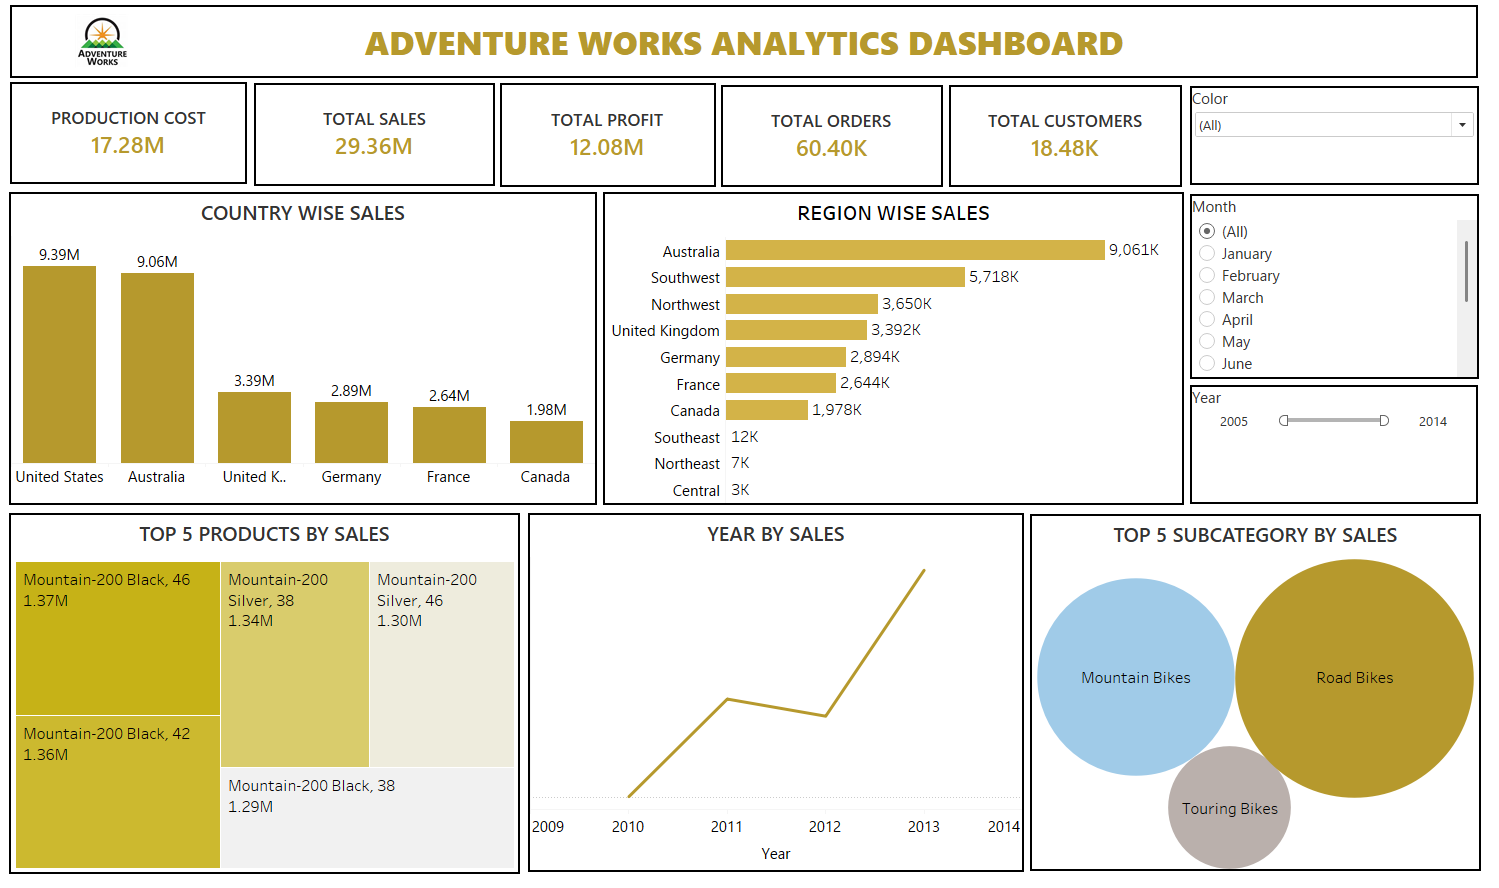 ADVENTURE WORKS
ADVENTURE WORKS ANALYTICS DASHBOARD
PRODUCTION COST
17.28M
TOTAL SALES
29.36M
TOTAL PROFIT
12.08M
TOTAL ORDERS
60.40K
TOTAL CUSTOMERS
18.48K
Color
(All)
COUNTRY WISE SALES
9.39M
9.06M
3.39M
2.89M
2.64M
1.98M
United States
Australia
United K..
Germany
France
Canada
REGION WISE SALES
Australia 9,061K
Southwest 5,718K
Northwest 3,650K
United Kingdom 3,392K
Germany 2,894K
France 2,644K
Canada 1,978K
Southeast 12K
Northeast 7K
Central 3K
Month
(All)
January
February
March
April
May
June
Year
2005 2014
TOP 5 PRODUCTS BY SALES
Mountain-200 Black, 46
1.37M
Mountain-200 Black, 42
1.36M
Mountain-200
Silver, 38
1.34M
Mountain-200
Silver, 46
1.30M
Mountain-200 Black, 38
1.29M
YEAR BY SALES
2009 2010 2011 2012 2013 2014
Year
TOP 5 SUBCATEGORY BY SALES
Mountain Bikes
Road Bikes
Touring Bikes